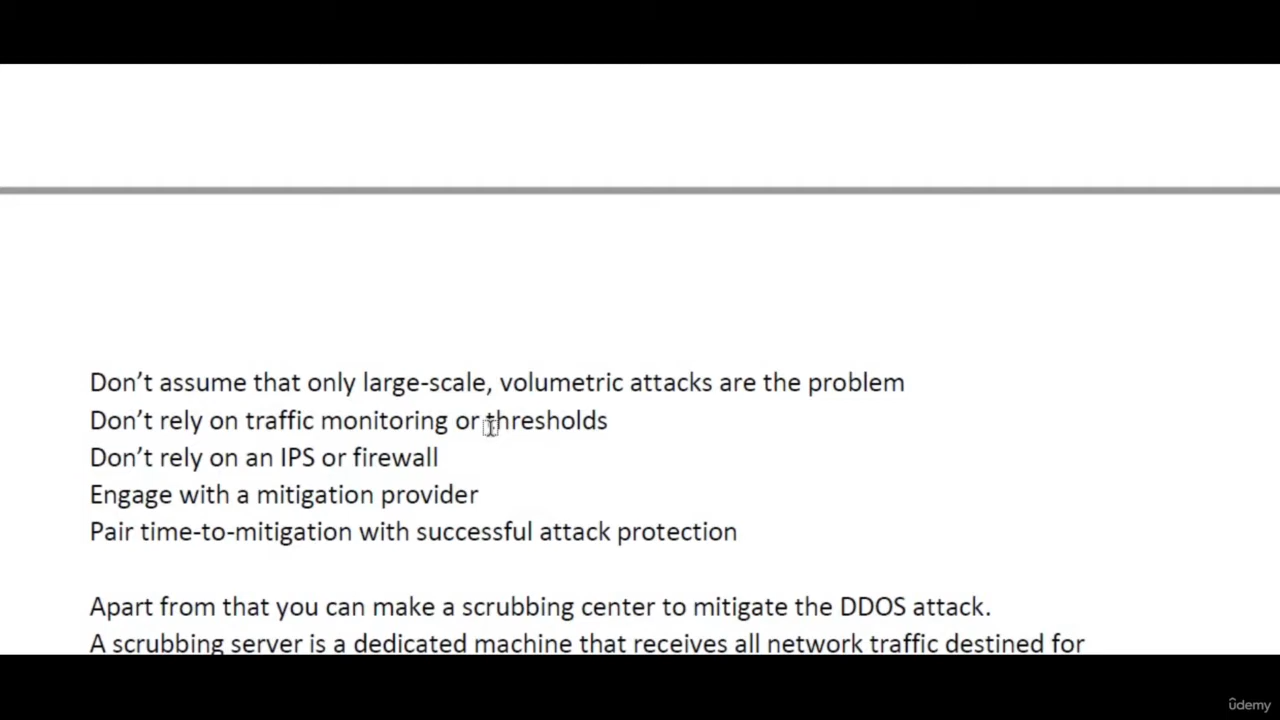 Don’t assume that only large-scale, volumetric attacks are the problem
Don’t rely on traffic monitoring or thresholds
Don’t rely on an IPS or firewall
Engage with a mitigation provider
Pair time-to-mitigation with successful attack protection
Apart from that you can make a scrubbing center to mitigate the DDOS attack.
A scrubbing server is a dedicated machine that receives all network traffic destined for
ûdemy